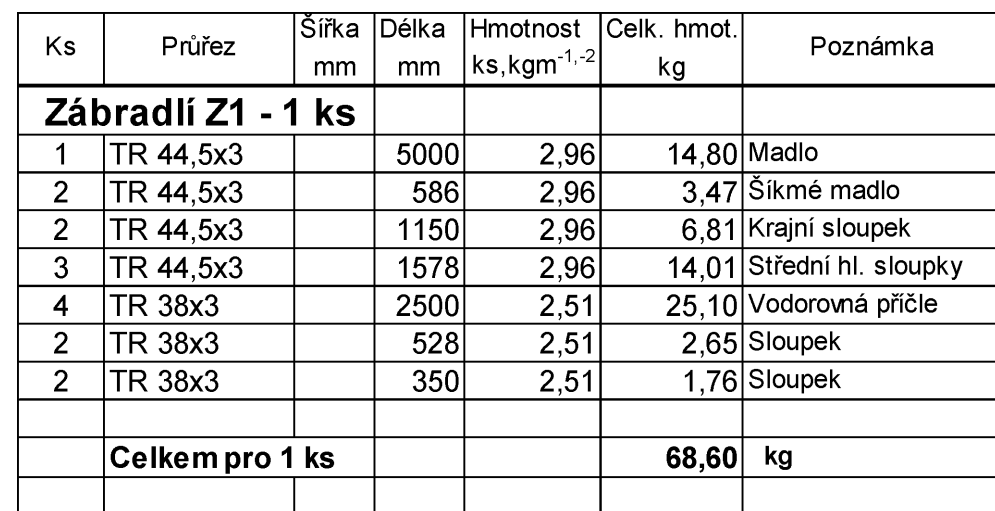 Ks Průřez Šířka mm Délka mm Hmotnost ks,kgm-1,-2 Celk. hmot. kg Poznámka
Zábradlí Z1 - 1 ks
1 TR 44,5x3 5000 2,96 14,80 Madlo
2 TR 44,5x3 586 2,96 3,47 Šíkmé madlo
2 TR 44,5x3 1150 2,96 6,81 Krajní sloupek
3 TR 44,5x3 1578 2,96 14,01 Střední hl. sloupky
4 TR 38x3 2500 2,51 25,10 Vodorovná příčle
2 TR 38x3 528 2,51 2,65 Sloupek
2 TR 38x3 350 2,51 1,76 Sloupek
Celkem pro 1 ks 68,60 kg